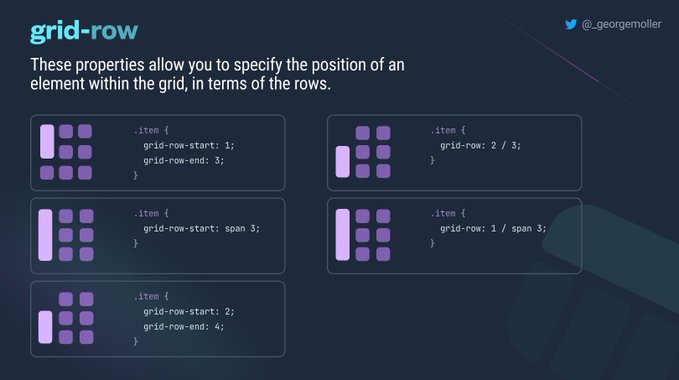 grid-row
@_georgemoller
These properties allow you to specify the position of an
element within the grid, in terms of the rows.
.item {
grid-row-start: 1;
grid-row-end: 3;
}
.item {
grid-row: 2 / 3;
}
.item {
grid-row-start: span 3;
}
.item {
grid-row: 1 / span 3;
}
.item {
grid-row-start: 2;
grid-row-end: 4;
}